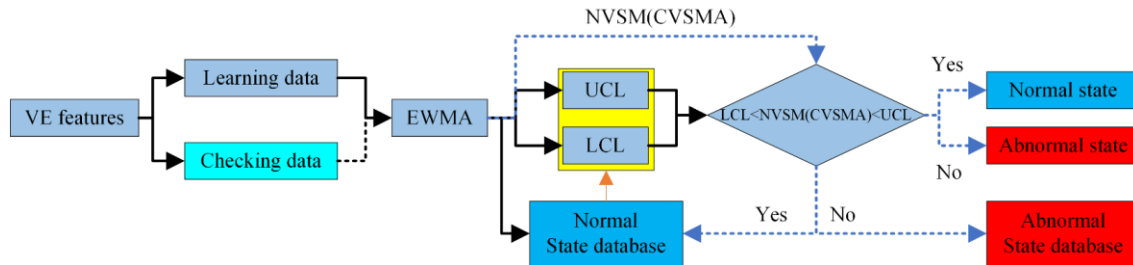 NVSM(CVSMA)
Learning data
UCL
Yes
Normal state
VE features
EWMA
LCL<NVSM(CVSMA)<UCL
Checking data
LCL
Abnormal state
No
Normal
State database
Yes
No
Abnormal
State database